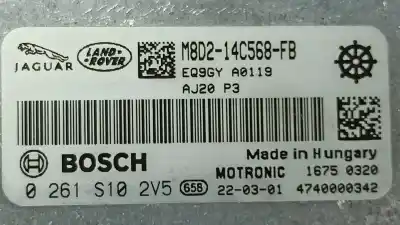 JAGUAR
LAND-
ROVER
M8D2-14C568-FB
EQ9GY A0119
AJ20 P3
BOSCH
Made in Hungary
MOTRONIC 1675 0320
0 261 S10 2V5 658 22-03-01 4740000342